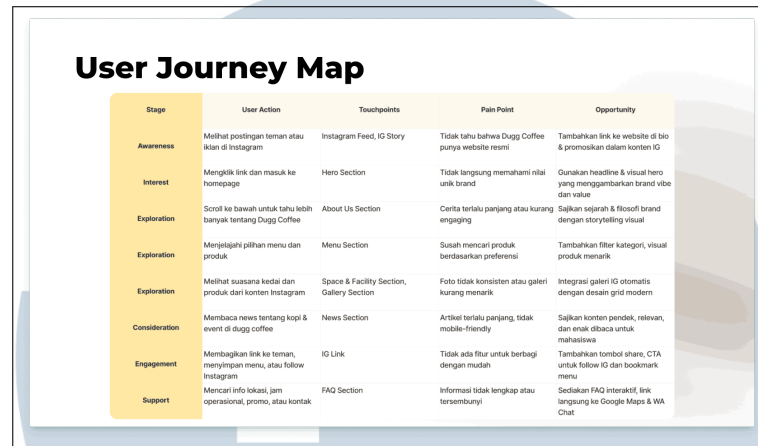 User Journey Map
Stage User Action Touchpoints Pain Point Opportunity
Awareness
Melihat postingan teman atau
iklan di Instagram
Instagram Feed, IG Story
Tidak tahu bahwa Dugg Coffee
punya website resmi
Tambahkan link ke website di bio
& promosikan dalam konten IG
Interest
Mengklik link dan masuk ke
homepage
Hero Section
Tidak langsung memahami nilai
unik brand
Gunakan headline & visual hero
yang menggambarkan brand vibe
dan value
Exploration
Scroll ke bawah untuk tahu lebih
banyak tentang Dugg Coffee
About Us Section
Cerita terlalu panjang atau kurang
engaging
Sajikan sejarah & filosofi brand
dengan storytelling visual
Exploration
Menjelajahi pilihan menu dan
produk
Menu Section
Susah mencari produk
berdasarkan preferensi
Tambahkan filter kategori, visual
produk menarik
Exploration
Melihat suasana kedai dan
produk dari konten Instagram
Space & Facility Section,
Gallery Section
Foto tidak konsisten atau galeri
kurang menarik
Integrasi galeri IG otomatis
dengan desain grid modern
Consideration
Membaca news tentang kopI &
event di dugg coffee
News Section
Artikel terlalu panjang, tidak
mobile-friendly
Sajikan konten pendek, relevan,
dan enak dibaca untuk
mahasiswa
Engagement
Membagikan link ke teman,
menyimpan menu, atau follow
Instagram
IG Link
Tidak ada fitur untuk berbagi
dengan mudah
Tambahkan tombol share, CTA
untuk follow IG dan bookmark
menu
Support
Mencari info lokasi, jam
operasional, promo, atau kontak
FAQ Section
Informasi tidak lengkap atau
tersembunyi
Sediakan FAQ interaktif, link
langsung ke Google Maps & WA
Chat